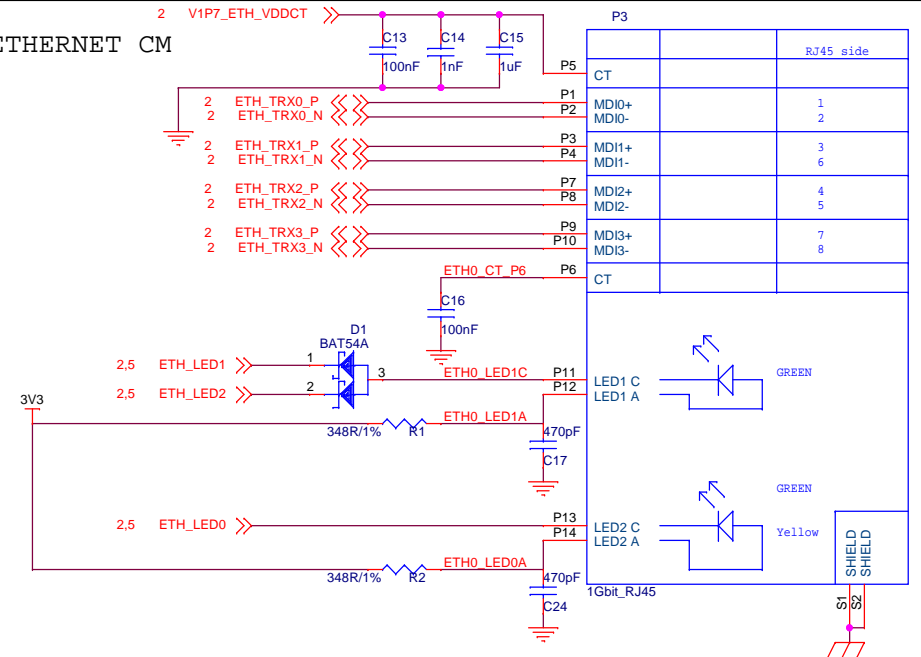 2 V1P7_ETH_VDDCT
P3
ETHERNET CM
C13
C14
C15
RJ45 side
100nF
1nF
1uF
P5
CT
2 ETH_TRX0_P
P1
MDI0+
1
2 ETH_TRX0_N
P2
MDI0-
2
2 ETH_TRX1_P
P3
MDI1+
3
2 ETH_TRX1_N
P4
MDI1-
6
2 ETH_TRX2_P
P7
MDI2+
4
2 ETH_TRX2_N
P8
MDI2-
5
2 ETH_TRX3_P
P9
MDI3+
7
2 ETH_TRX3_N
P10
MDI3-
8
ETH0_CT_P6
P6
CT
C16
100nF
D1
BAT54A
2,5 ETH_LED1
1
3
ETH0_LED1C
P11
LED1 C
GREEN
2,5 ETH_LED2
2
P12
LED1 A
3V3
ETH0_LED1A
348R/1%
R1
470pF
C17
GREEN
2,5 ETH_LED0
P13
LED2 C
Yellow
P14
LED2 A
SHIELD
SHIELD
ETH0_LED0A
348R/1%
R2
470pF
1Gbit_RJ45
C24
S1
S2